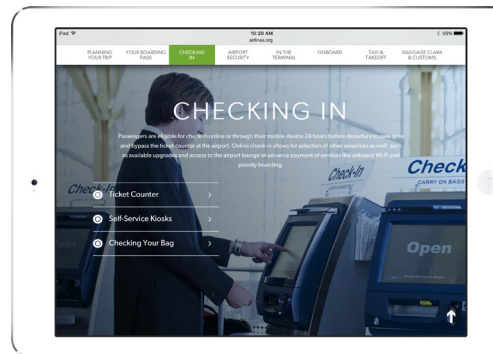 iPad
10:20 AM
98%
airlines.org
PLANNING
YOUR TRIP
YOUR BOARDING
PASS
CHECKING
IN
AIRPORT
SECURITY
IN THE
TERMINAL
ONBOARD
TAXI &
TAKEOFF
BAGGAGE CLAIM
& CUSTOMS
CHECKING IN
Passengers are eligible for check-in online or through their mobile device 24 hours before departure to save time
and bypass the ticket counter at the airport. Online check-in allows for selection of other amenities as well, such
as available upgrades and access to the airport lounge or advance payment of services like onboard Wi-Fi and
priority boarding.
Check-In
Check-In
Check
CARRY ON BAGS
Ticket Counter
Self-Service Kiosks
Checking Your Bag
Open